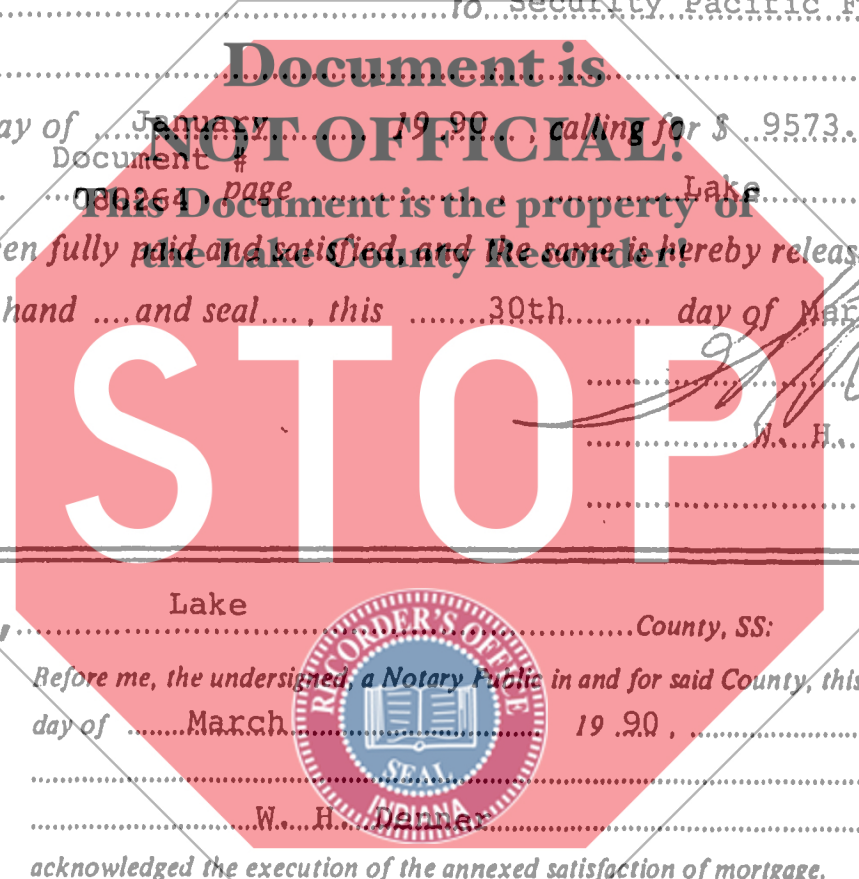 to Security Pacific F
Document is
ay of January 19 90, calling for $ 9573.
NOT OFFICIAL!
Document #
080264, page , Lake
This Document is the property of
en fully paid and satisfied, and the same is hereby releas
the Lake County Recorder!
hand and seal, this 30th day of Mar
STOP
W. H.
Lake County, SS:
RECORDER'S OFFICE
Before me, the undersigned, a Notary Public in and for said County, this
day of March 19 90,
SEAL
INDIANA
W. H. Denner
acknowledged the execution of the annexed satisfaction of mortgage.